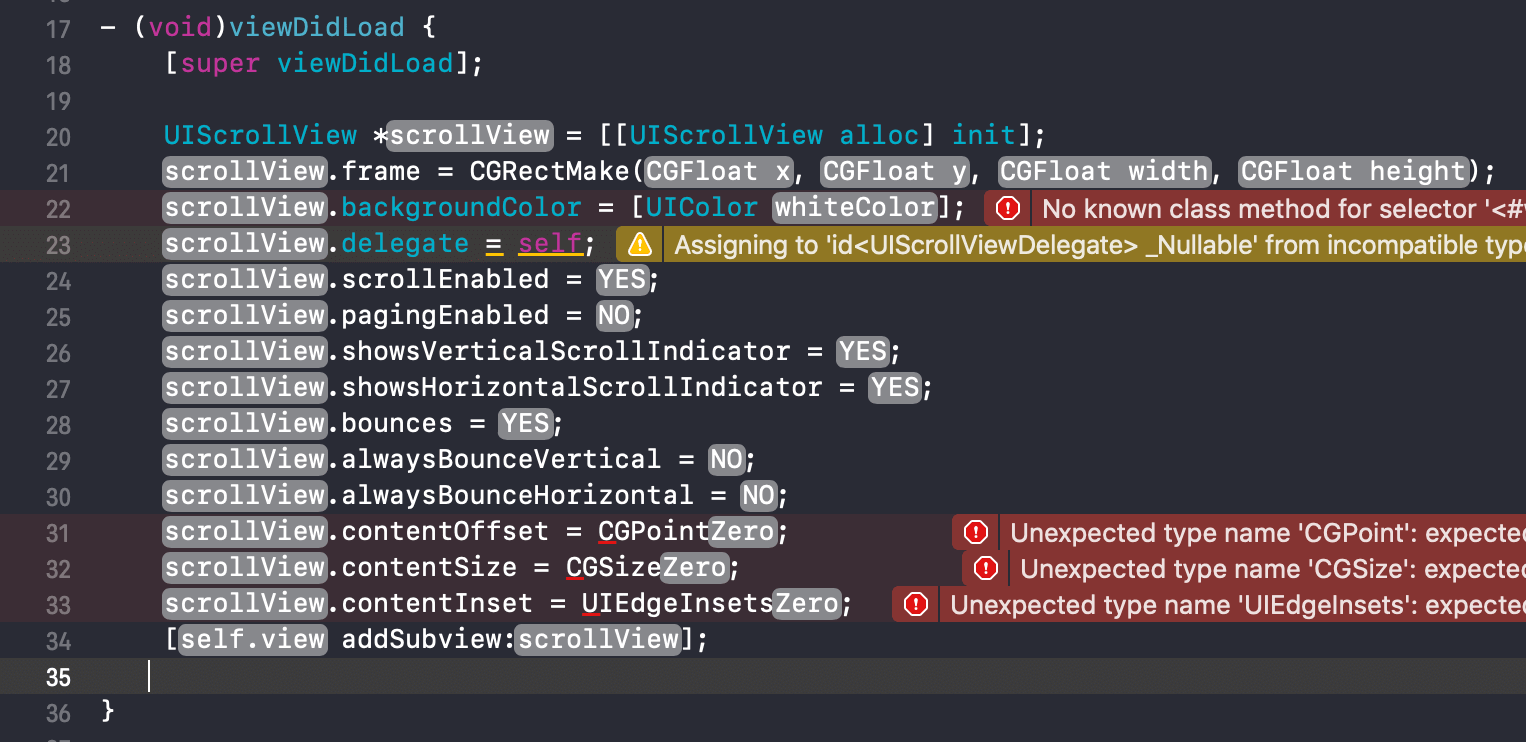 17 - (void)viewDidLoad {
18 [super viewDidLoad];
19
20 UIScrollView *scrollView = [[UIScrollView alloc] init];
21 scrollView.frame = CGRectMake(CGFloat x, CGFloat y, CGFloat width, CGFloat height);
22 scrollView.backgroundColor = [UIColor whiteColor]; No known class method for selector '<#
23 scrollView.delegate = self; Assigning to 'id<UIScrollViewDelegate> _Nullable' from incompatible
24 scrollView.scrollEnabled = YES;
25 scrollView.pagingEnabled = NO;
26 scrollView.showsVerticalScrollIndicator = YES;
27 scrollView.showsHorizontalScrollIndicator = YES;
28 scrollView.bounces = YES;
29 scrollView.alwaysBounceVertical = NO;
30 scrollView.alwaysBounceHorizontal = NO;
31 scrollView.contentOffset = CGPointZero; Unexpected type name 'CGPoint': expected
32 scrollView.contentSize = CGSizeZero; Unexpected type name 'CGSize': expected
33 scrollView.contentInset = UIEdgeInsetsZero; Unexpected type name 'UIEdgeInsets': expected
34 [self.view addSubview:scrollView];
35
36 }